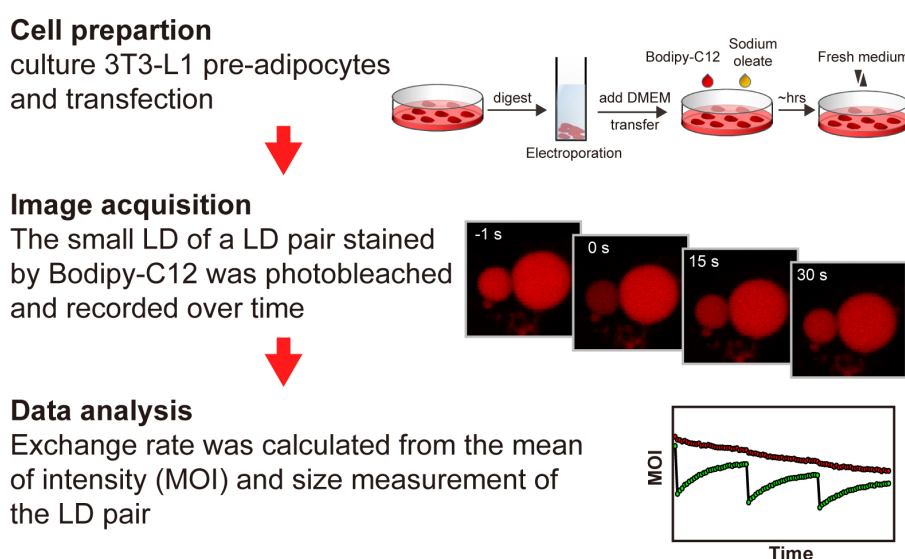 Cell prepartion
culture 3T3-L1 pre-adipocytes
and transfection
digest
Electroporation
add DMEM
transfer
Bodipy-C12
Sodium
oleate
~hrs
Fresh medium
Image acquisition
The small LD of a LD pair stained
by Bodipy-C12 was photobleached
and recorded over time
-1 s
0 s
15 s
30 s
Data analysis
Exchange rate was calculated from the mean
of intensity (MOI) and size measurement of
the LD pair
MOI
Time